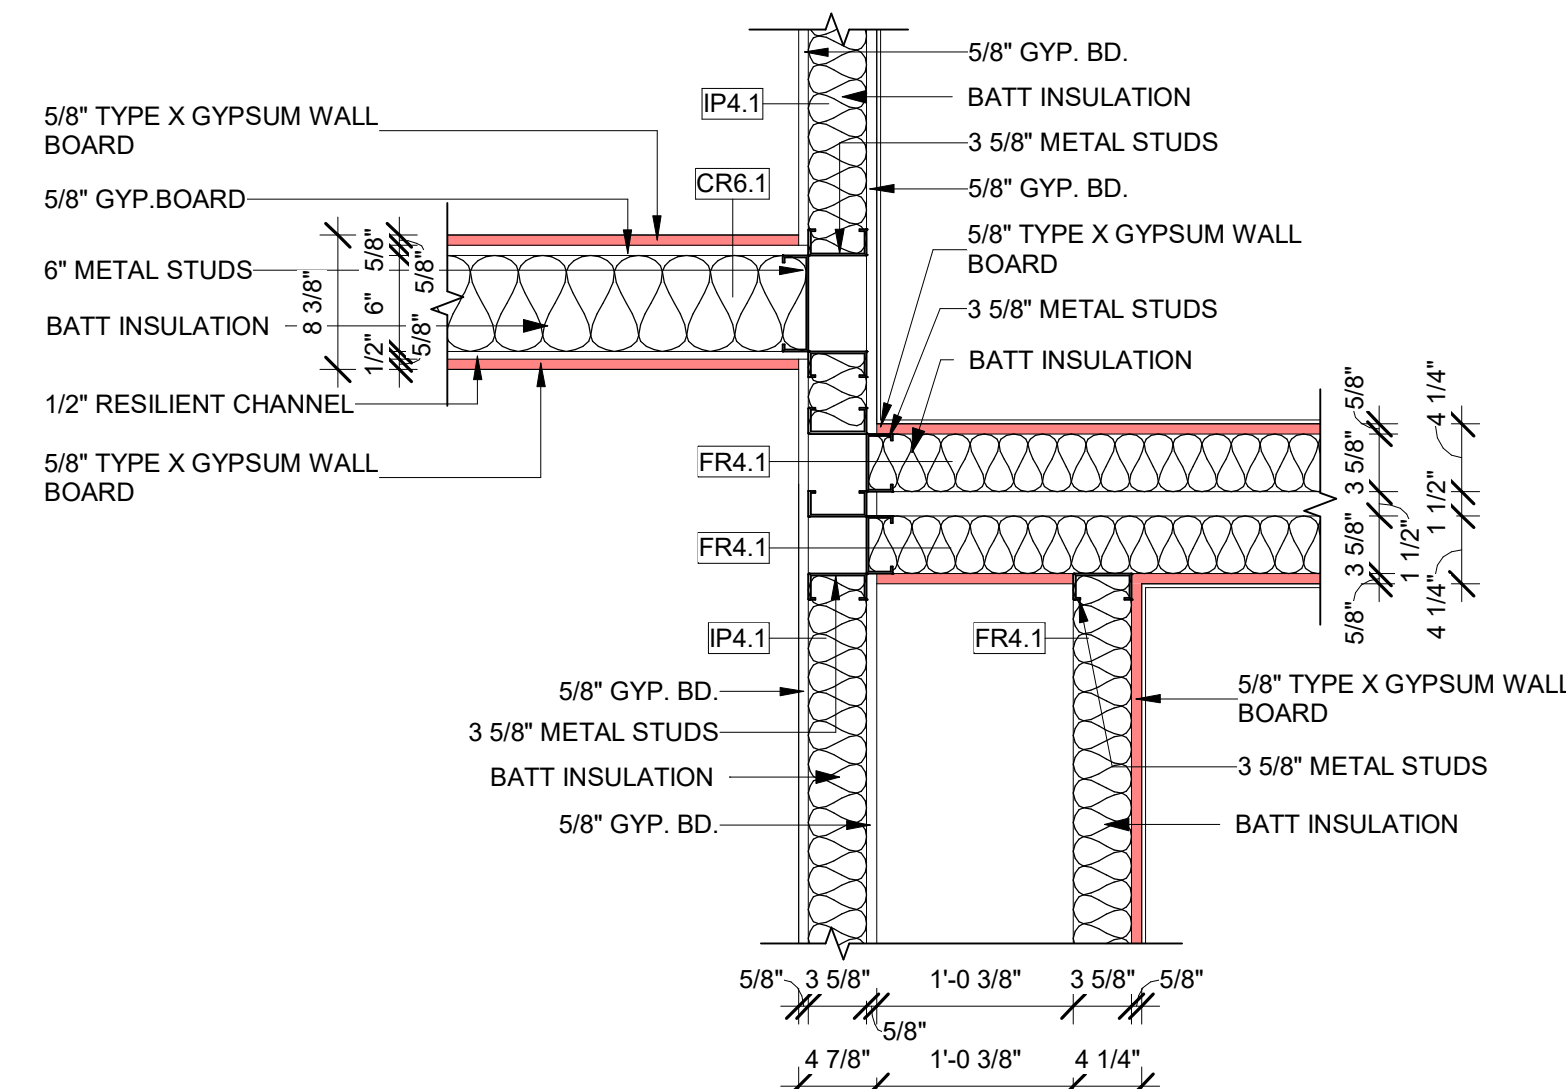 5/8" GYP. BD.
BATT INSULATION
3 5/8" METAL STUDS
5/8" GYP. BD.
5/8" TYPE X GYPSUM WALL
BOARD
3 5/8" METAL STUDS
BATT INSULATION
IP4.1
CR6.1
5/8" TYPE X GYPSUM WALL
BOARD
5/8" GYP.BOARD
6" METAL STUDS
BATT INSULATION
1/2" RESILIENT CHANNEL
5/8" TYPE X GYPSUM WALL
BOARD
8 3/8"
5/8"
5/8"
6"
1/2"
5/8"
FR4.1
FR4.1
5/8"
3 5/8"
1 1/2"
3 5/8"
5/8"
4 1/4"
1 1/2"
4 1/4"
IP4.1
FR4.1
5/8" GYP. BD.
3 5/8" METAL STUDS
BATT INSULATION
5/8" GYP. BD.
5/8" TYPE X GYPSUM WALL
BOARD
3 5/8" METAL STUDS
BATT INSULATION
5/8" 3 5/8" 1'-0 3/8" 3 5/8" 5/8"
5/8"
4 7/8" 1'-0 3/8" 4 1/4"